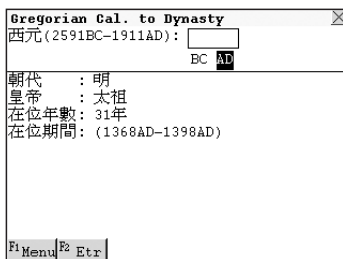 Gregorian Cal. to Dynasty
西元(2591BC-1911AD):
BC AD
朝代 : 明
皇帝 : 太祖
在位年數: 31年
在位期間: (1368AD-1398AD)
F1 Menu F2 Etr